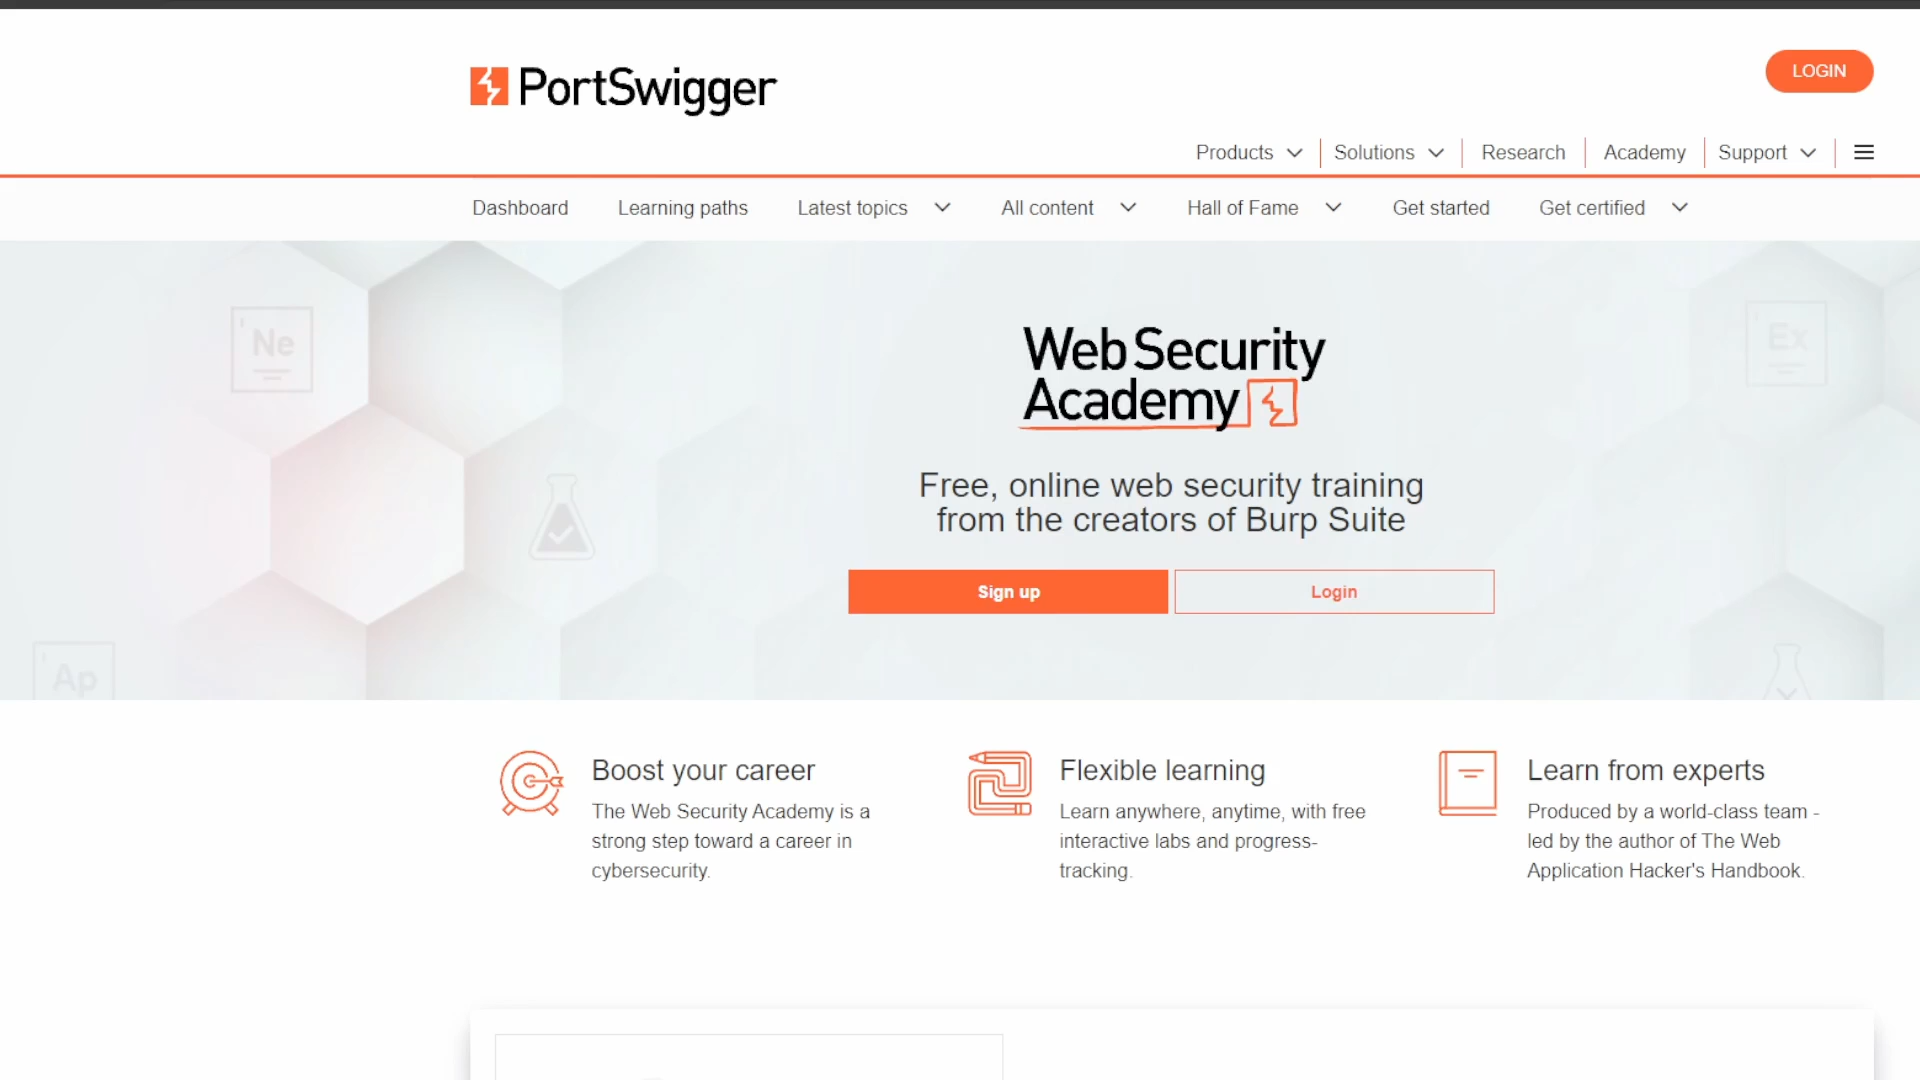 PortSwigger
LOGIN
Products
Solutions
Research
Academy
Support
Dashboard
Learning paths
Latest topics
All content
Hall of Fame
Get started
Get certified
Ne
Ex
Ap
Web Security
Academy
Free, online web security training
from the creators of Burp Suite
Sign up
Login
Boost your career
The Web Security Academy is a
strong step toward a career in
cybersecurity.
Flexible learning
Learn anywhere, anytime, with free
interactive labs and progress-
tracking.
Learn from experts
Produced by a world-class team -
led by the author of The Web
Application Hacker's Handbook.